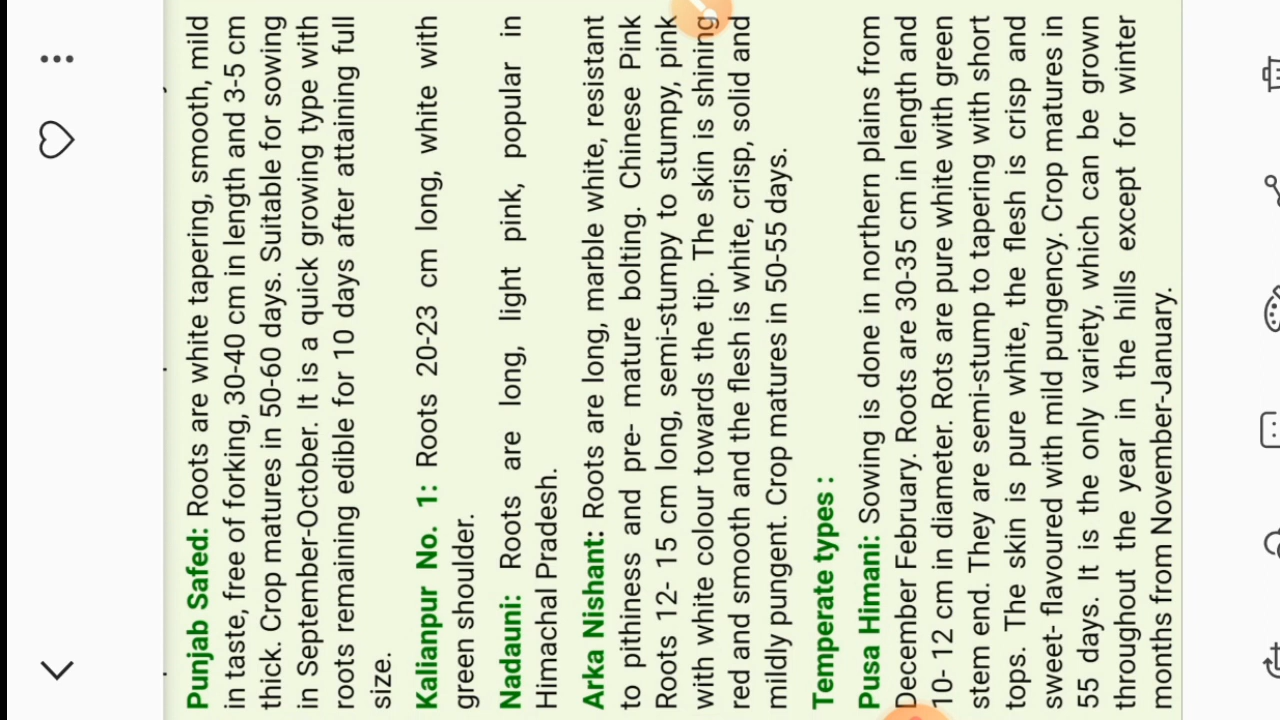 Punjab Safed: Roots are white tapering, smooth, mild
in taste, free of forking, 30-40 cm in length and 3-5 cm
thick. Crop matures in 50-60 days. Suitable for sowing
in September-October. It is a quick growing type with
roots remaining edible for 10 days after attaining full
size.
Kalianpur No. 1: Roots 20-23 cm long, white with
green shoulder.
Nadauni: Roots are long, light pink, popular in
Himachal Pradesh.
Arka Nishant: Roots are long, marble white, resistant
to pithiness and pre- mature bolting. Chinese Pink
Roots 12- 15 cm long, semi-stumpy to stumpy, pink
with white colour towards the tip. The skin is shining
red and smooth and the flesh is white, crisp, solid and
mildly pungent. Crop matures in 50-55 days.
Temperate types :
Pusa Himani: Sowing is done in northern plains from
December February. Roots are 30-35 cm in length and
10- 12 cm in diameter. Rots are pure white with green
stem end. They are semi-stump to tapering with short
tops. The skin is pure white, the flesh is crisp and
sweet- flavoured with mild pungency. Crop matures in
55 days. It is the only variety, which can be grown
throughout the year in the hills except for winter
months from November-January.